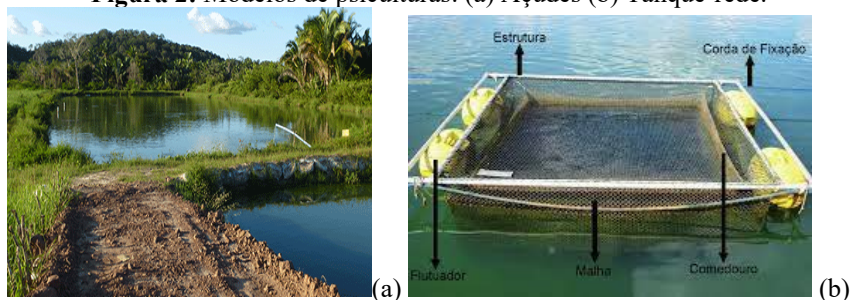 Figura 2. Modelos de psiculturas. (a) Açudes (b) Tanque-rede.
Estrutura
Corda de Fixação
Flutuador
Malha
Comedouro
(a)
(b)